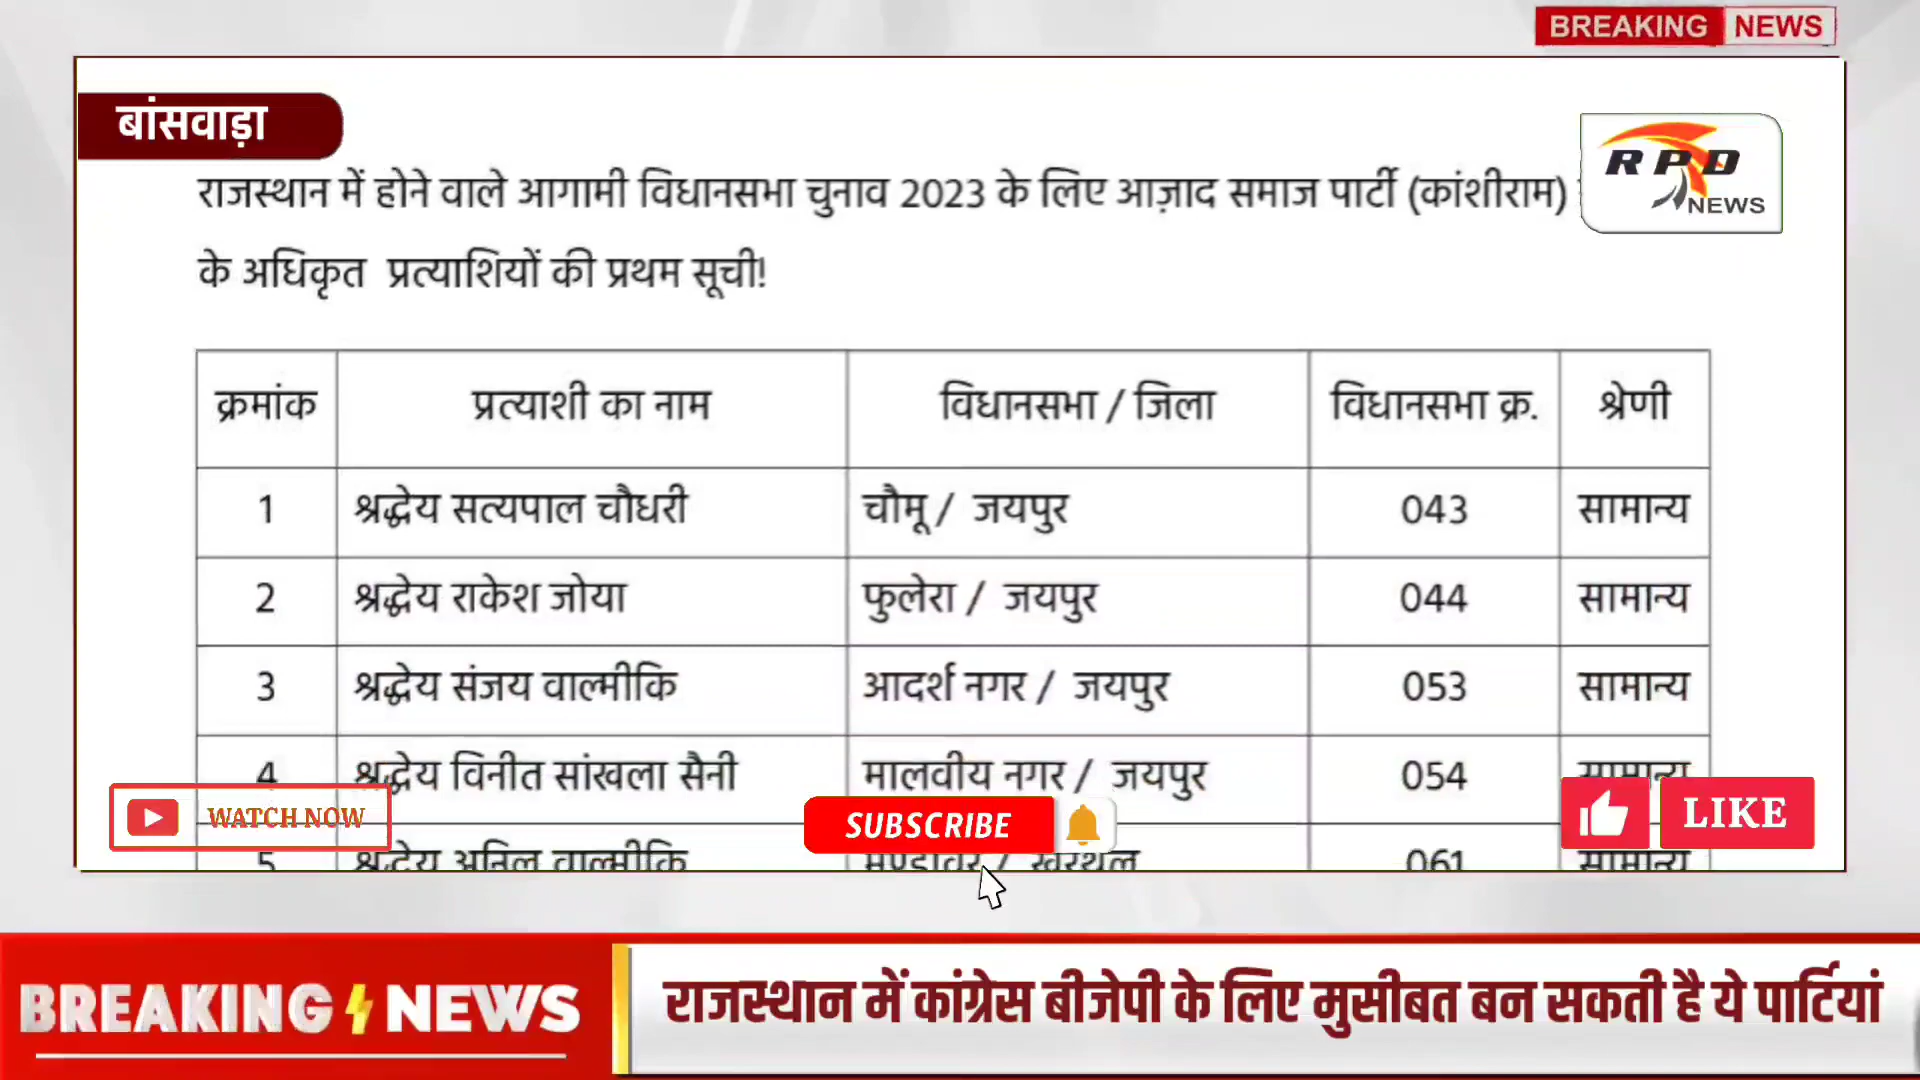 BREAKING NEWS
बांसवाड़ा
RPD
NEWS
राजस्थान में होने वाले आगामी विधानसभा चुनाव 2023 के लिए आज़ाद समाज पार्टी (कांशीराम)
के अधिकृत प्रत्याशियों की प्रथम सूची!
क्रमांक प्रत्याशी का नाम विधानसभा / जिला विधानसभा क्र. श्रेणी
1 श्रद्धेय सत्यपाल चौधरी चौमू / जयपुर 043 सामान्य
2 श्रद्धेय राकेश जोया फुलेरा / जयपुर 044 सामान्य
3 श्रद्धेय संजय वाल्मीकि आदर्श नगर / जयपुर 053 सामान्य
4 श्रद्धेय विनीत सांखला सैनी मालवीय नगर / जयपुर 054 सामान्य
WATCH NOW
SUBSCRIBE
LIKE
5 श्रद्धेय अनिल वाल्मीकि / 061 सामान्य
BREAKING NEWS
राजस्थान में कांग्रेस बीजेपी के लिए मुसीबत बन सकती है ये पार्टियां